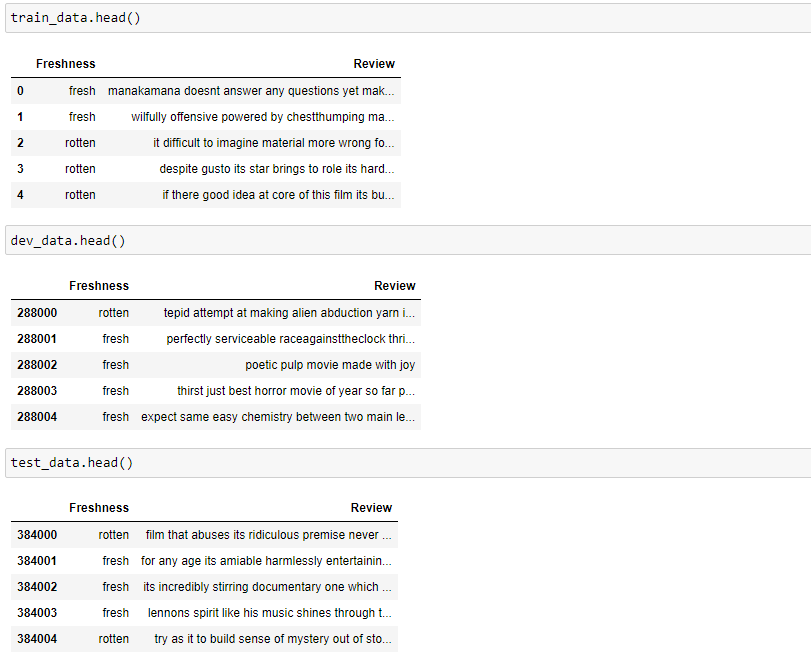 train_data.head()
Freshness Review
0 fresh manakamana doesnt answer any questions yet mak...
1 fresh wilfully offensive powered by chestthumping ma...
2 rotten it difficult to imagine material more wrong fo...
3 rotten despite gusto its star brings to role its hard...
4 rotten if there good idea at core of this film its bu...
dev_data.head()
Freshness Review
288000 rotten tepid attempt at making alien abduction yarn i...
288001 fresh perfectly serviceable raceagainsttheclock thri...
288002 fresh poetic pulp movie made with joy
288003 fresh thirst just best horror movie of year so far p...
288004 fresh expect same easy chemistry between two main le...
test_data.head()
Freshness Review
384000 rotten film that abuses its ridiculous premise never ...
384001 fresh for any age its amiable harmlessly entertainin...
384002 fresh its incredibly stirring documentary one which ...
384003 fresh lennons spirit like his music shines through t...
384004 rotten try as it to build sense of mystery out of sto...